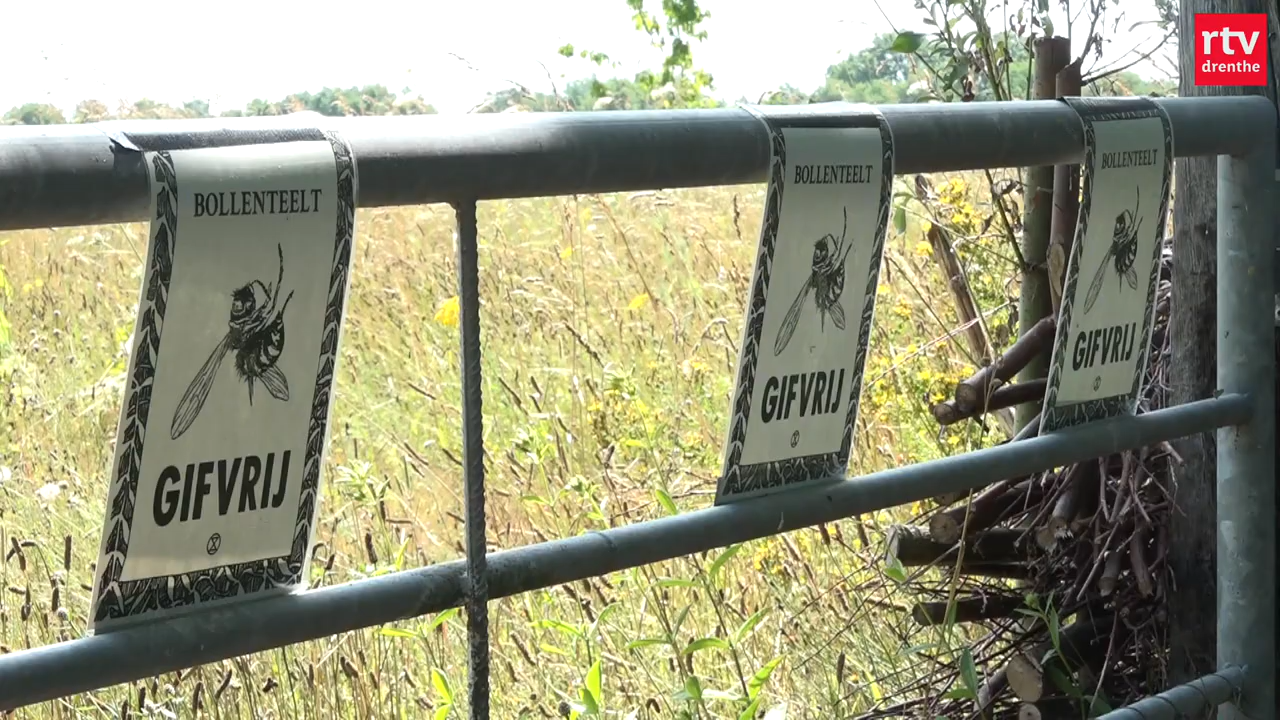 rtv
drenthe
BOLLENTEELT
GIFVRIJ
BOLLENTEELT
GIFVRIJ
BOLLENTEELT
GIFVRIJ